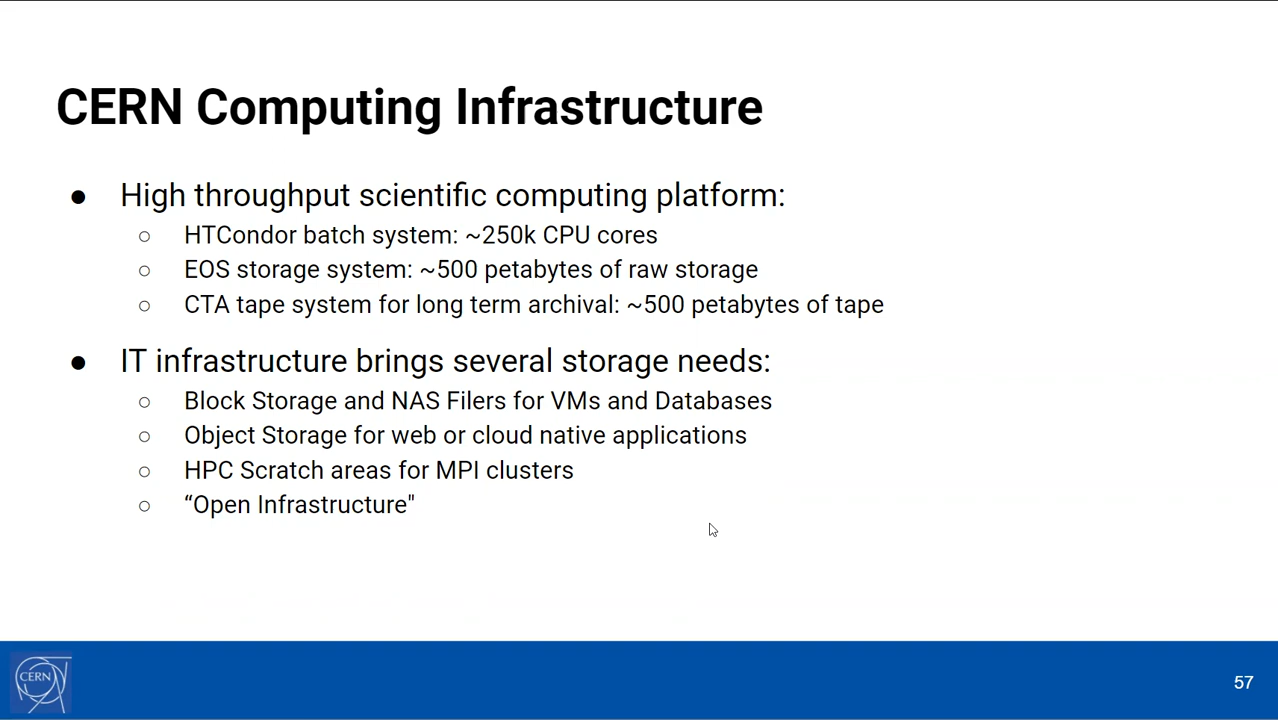 CERN Computing Infrastructure
● High throughput scientific computing platform:
○ HTCondor batch system: ~250k CPU cores
○ EOS storage system: ~500 petabytes of raw storage
○ CTA tape system for long term archival: ~500 petabytes of tape
● IT infrastructure brings several storage needs:
○ Block Storage and NAS Filers for VMs and Databases
○ Object Storage for web or cloud native applications
○ HPC Scratch areas for MPI clusters
○ “Open Infrastructure"
CERN
57